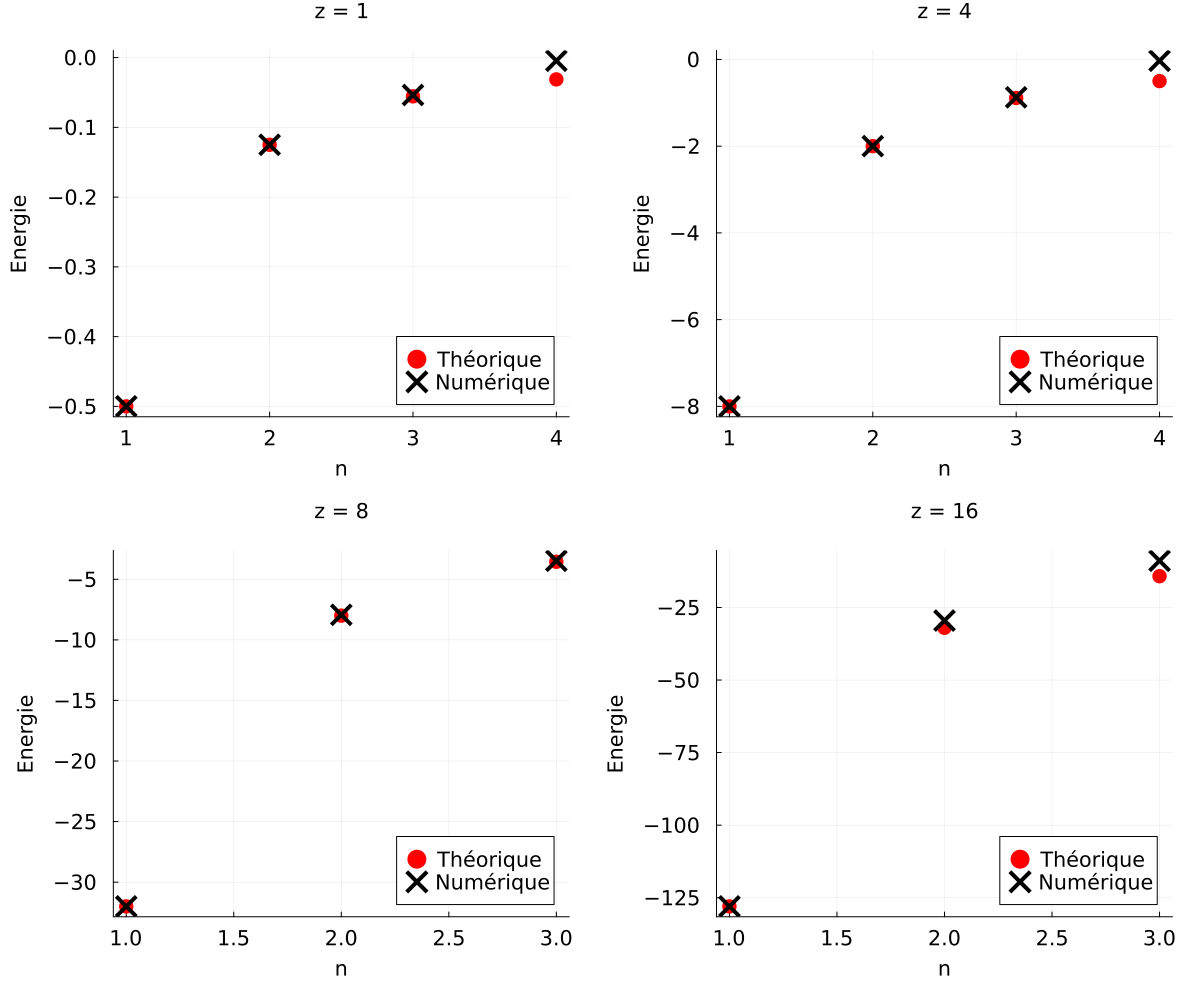 z = 1
Energie
0.0
−0.1
−0.2
−0.3
−0.4
−0.5
1 2 3 4
n
Théorique
Numérique
z = 4
Energie
0
−2
−4
−6
−8
1 2 3 4
n
Théorique
Numérique
z = 8
Energie
−5
−10
−15
−20
−25
−30
1.0 1.5 2.0 2.5 3.0
n
Théorique
Numérique
z = 16
Energie
−25
−50
−75
−100
−125
1.0 1.5 2.0 2.5 3.0
n
Théorique
Numérique